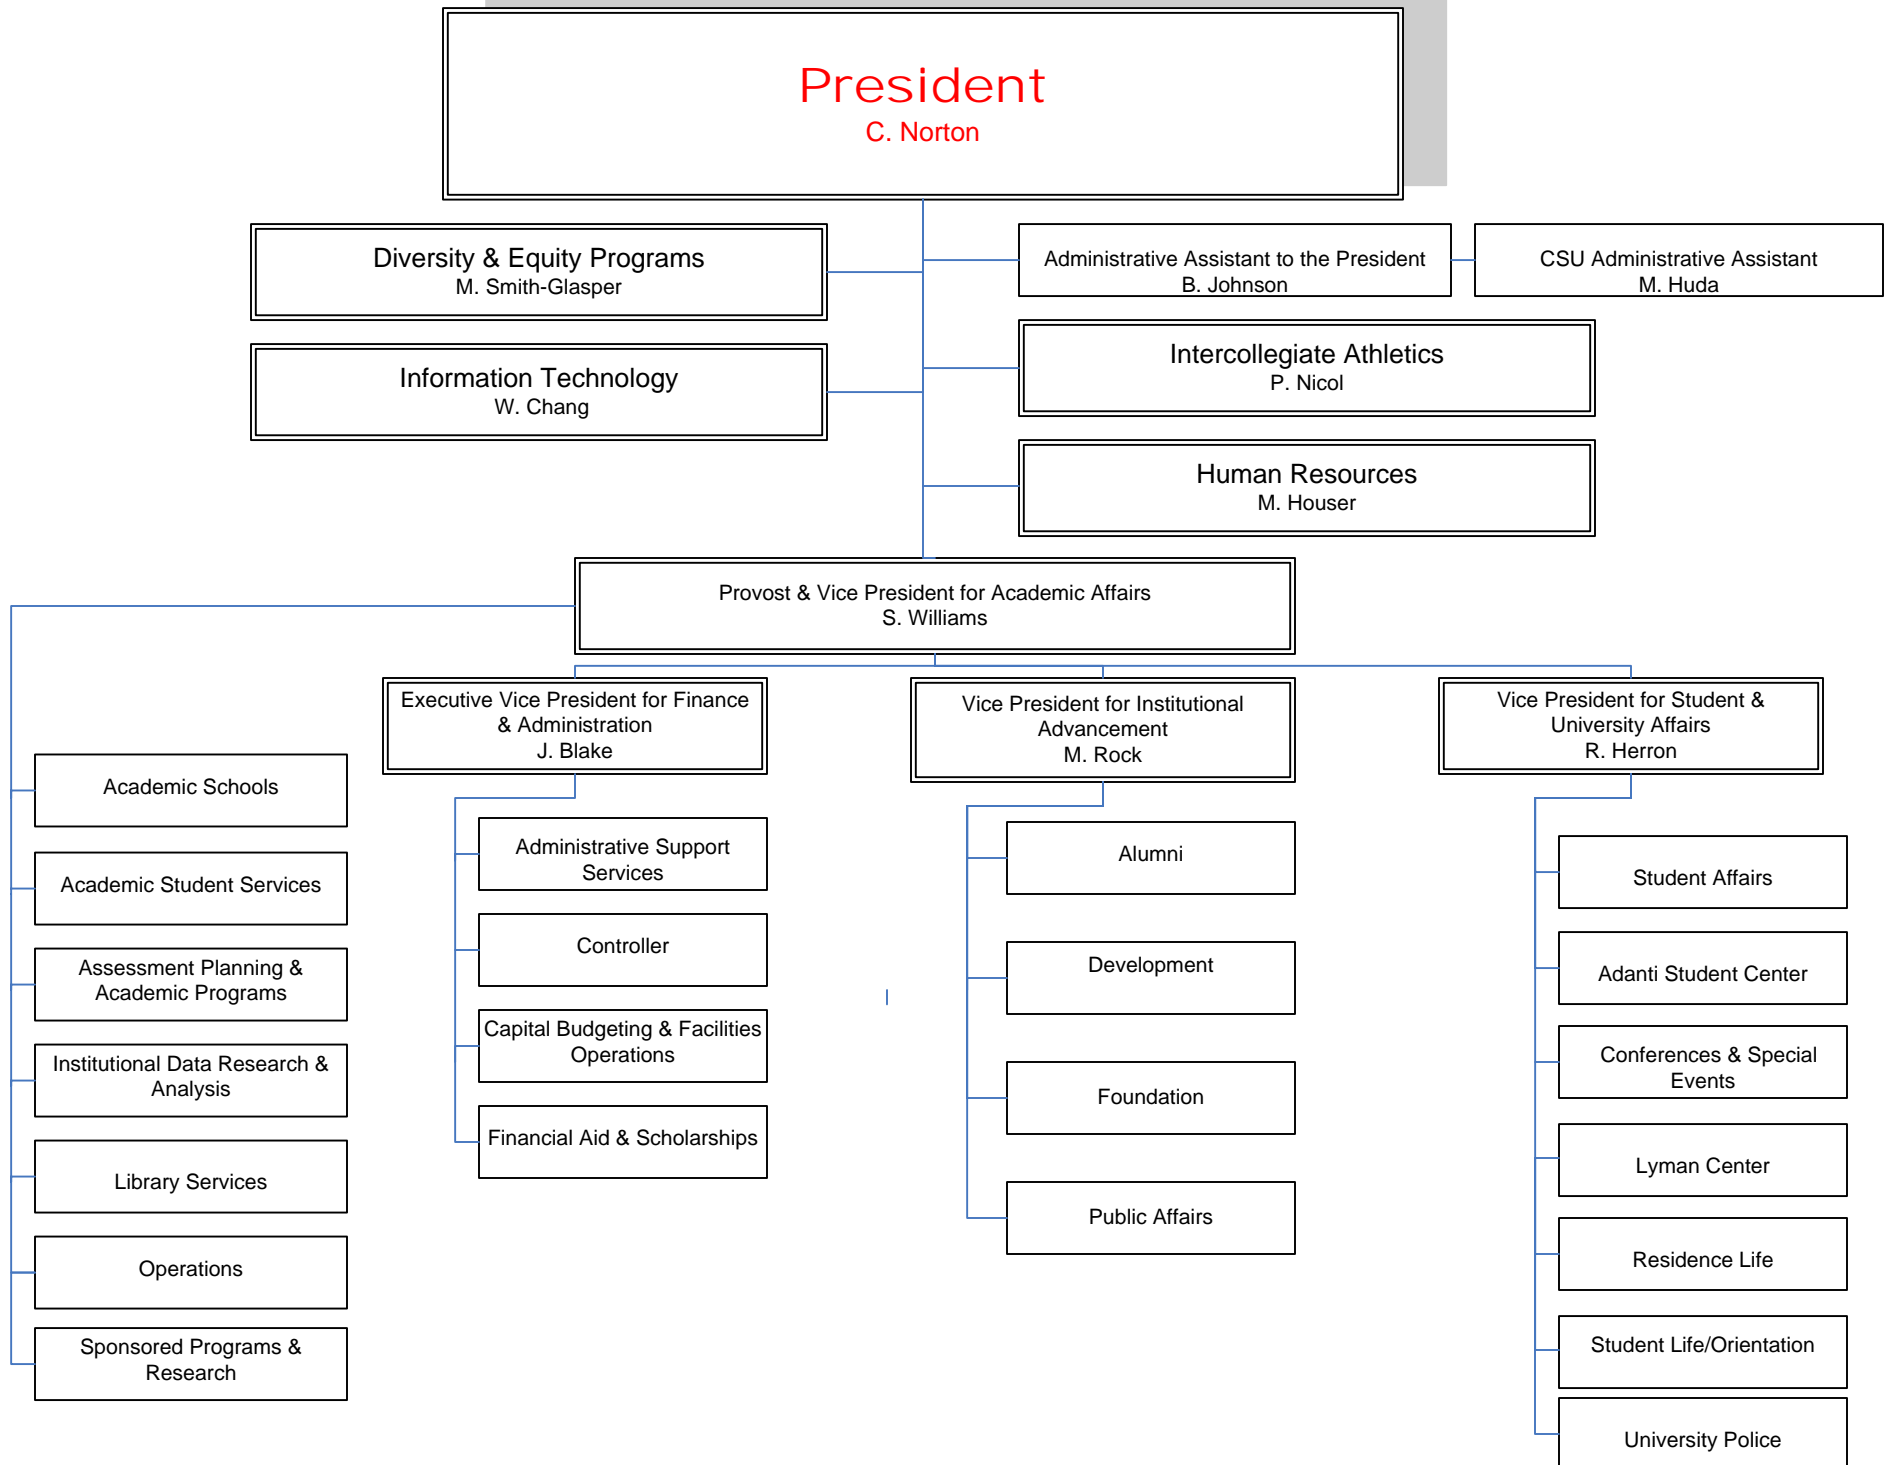 President
C. Norton
Diversity & Equity Programs
M. Smith-Glasper
Administrative Assistant to the President
B. Johnson
CSU Administrative Assistant
M. Huda
Information Technology
W. Chang
Intercollegiate Athletics
P. Nicol
Human Resources
M. Houser
Provost & Vice President for Academic Affairs
S. Williams
Executive Vice President for Finance
& Administration
J. Blake
Vice President for Institutional
Advancement
M. Rock
Vice President for Student &
University Affairs
R. Herron
Academic Schools
Academic Student Services
Assessment Planning &
Academic Programs
Institutional Data Research &
Analysis
Library Services
Operations
Sponsored Programs &
Research
Administrative Support
Services
Controller
Capital Budgeting & Facilities
Operations
Financial Aid & Scholarships
Alumni
Development
Foundation
Public Affairs
Student Affairs
Adanti Student Center
Conferences & Special
Events
Lyman Center
Residence Life
Student Life/Orientation
University Police